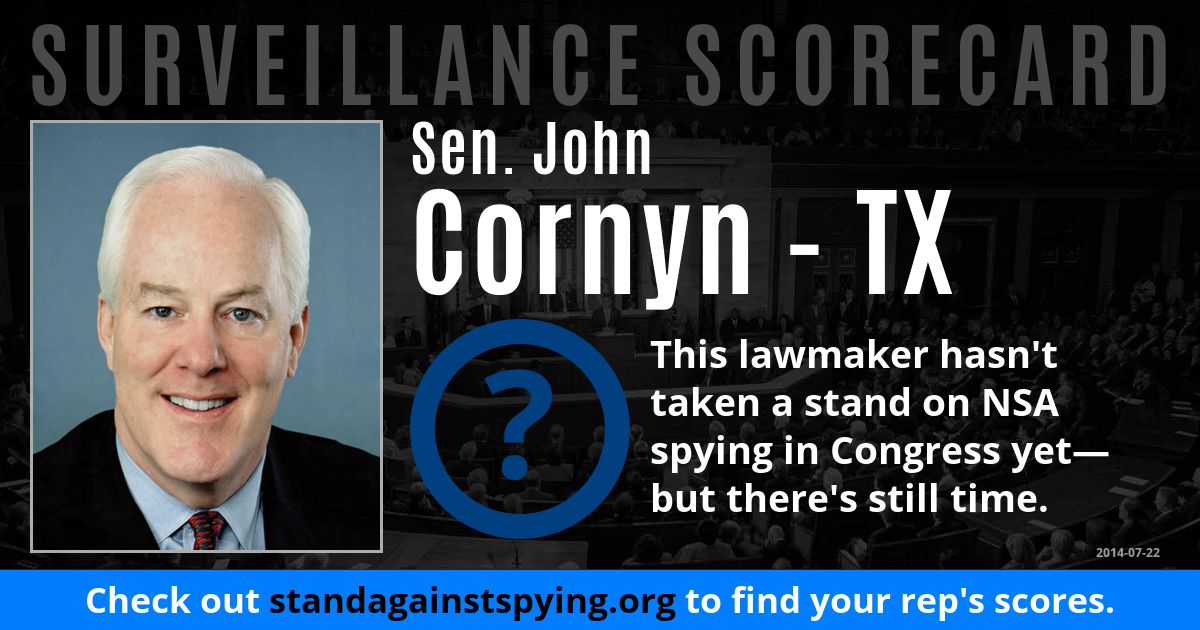 SURVEILLANCE SCORECARD
Sen. John
Cornyn - TX
?
This lawmaker hasn't
taken a stand on NSA
spying in Congress yet—
but there's still time.
2014-07-22
Check out standagainstspying.org to find your rep's scores.